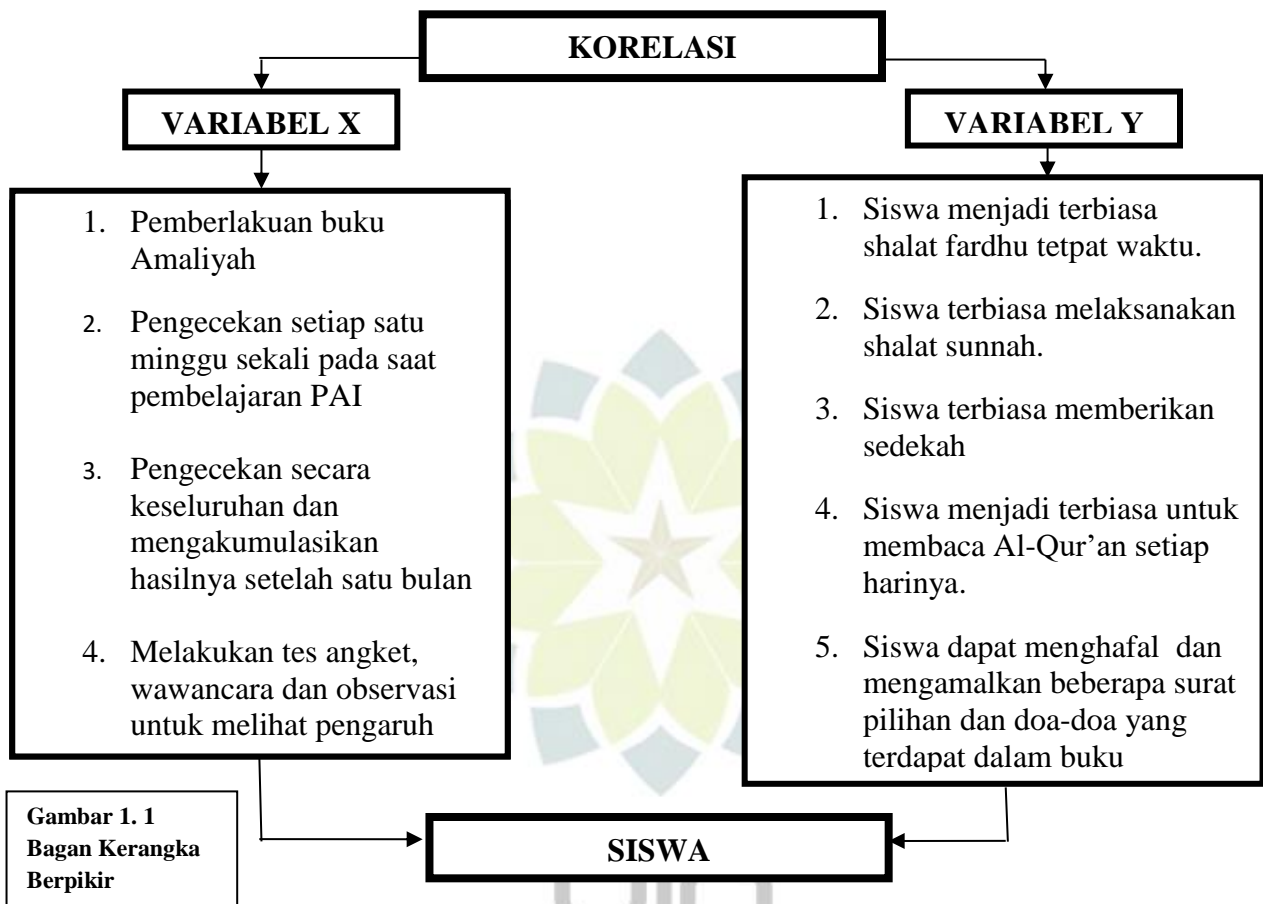 KORELASI
VARIABEL X
VARIABEL Y
1. Pemberlakuan buku
Amaliyah
2. Pengecekan setiap satu
minggu sekali pada saat
pembelajaran PAI
3. Pengecekan secara
keseluruhan dan
mengakumulasikan
hasilnya setelah satu bulan
4. Melakukan tes angket,
wawancara dan observasi
untuk melihat pengaruh
1. Siswa menjadi terbiasa
shalat fardhu tetpat waktu.
2. Siswa terbiasa melaksanakan
shalat sunnah.
3. Siswa terbiasa memberikan
sedekah
4. Siswa menjadi terbiasa untuk
membaca Al-Qur’an setiap
harinya.
5. Siswa dapat menghafal dan
mengamalkan beberapa surat
pilihan dan doa-doa yang
terdapat dalam buku
Gambar 1. 1
Bagan Kerangka
Berpikir
SISWA